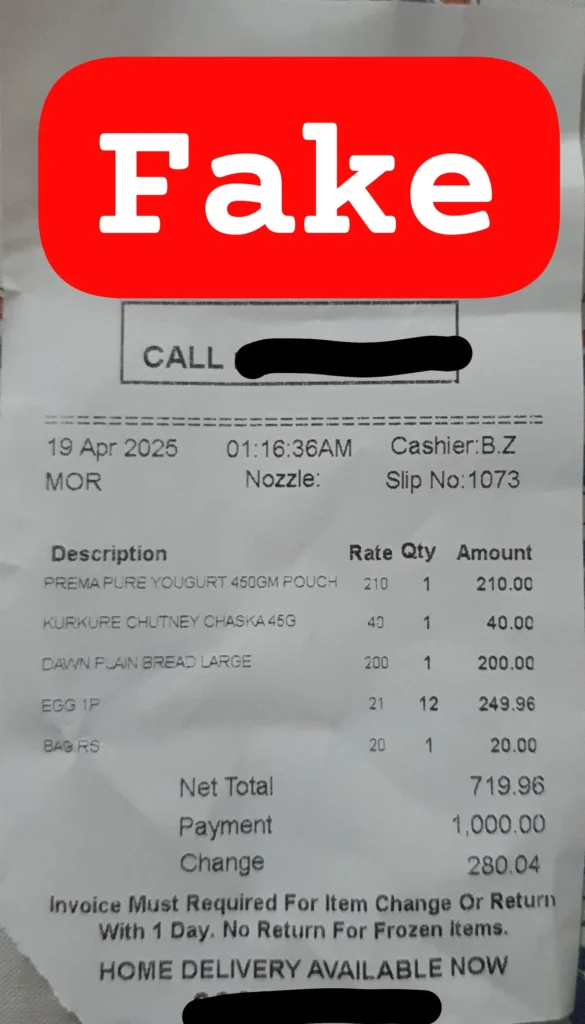 Fake
CALL
19 Apr 2025 01:16:36AM Cashier:B.Z
MOR Nozzle: Slip No:1073
Description Rate Qty Amount
PREMA PURE YOUGURT 450GM POUCH 210 1 210.00
KURKURE CHUTNEY CHASKA 45G 40 1 40.00
DAWN PLAIN BREAD LARGE 200 1 200.00
EGG 1P 21 12 249.96
BAG RS 20 1 20.00
Net Total 719.96
Payment 1,000.00
Change 280.04
Invoice Must Required For Item Change Or Return
With 1 Day. No Return For Frozen Items.
HOME DELIVERY AVAILABLE NOW